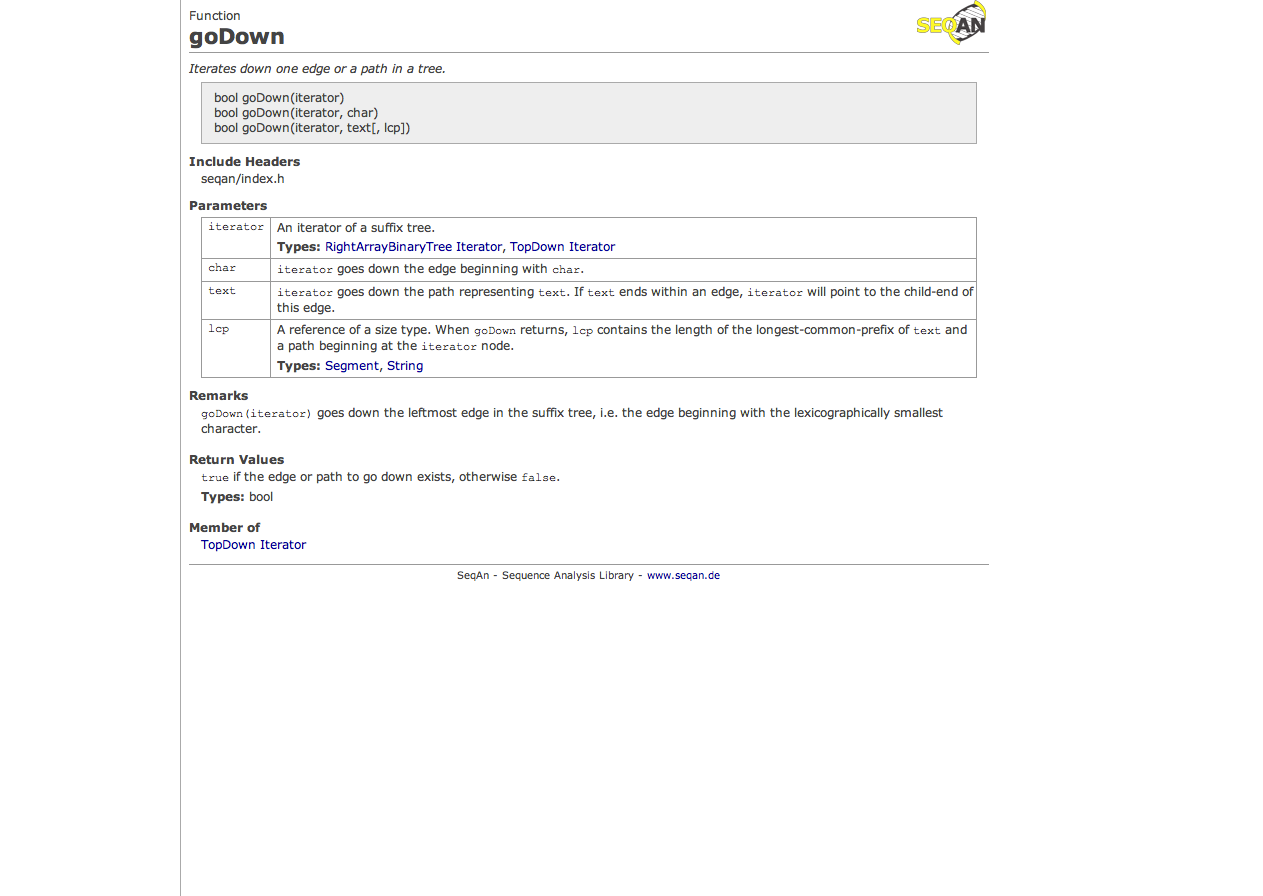 Function
goDown
SEQAN
Iterates down one edge or a path in a tree.
bool goDown(iterator)
bool goDown(iterator, char)
bool goDown(iterator, text[, lcp])
Include Headers
seqan/index.h
Parameters
iterator An iterator of a suffix tree.
Types: RightArrayBinaryTree Iterator, TopDown Iterator
char iterator goes down the edge beginning with char.
text iterator goes down the path representing text. If text ends within an edge, iterator will point to the child-end of
this edge.
lcp A reference of a size type. When goDown returns, lcp contains the length of the longest-common-prefix of text and
a path beginning at the iterator node.
Types: Segment, String
Remarks
goDown(iterator) goes down the leftmost edge in the suffix tree, i.e. the edge beginning with the lexicographically smallest
character.
Return Values
true if the edge or path to go down exists, otherwise false.
Types: bool
Member of
TopDown Iterator
SeqAn - Sequence Analysis Library - www.seqan.de